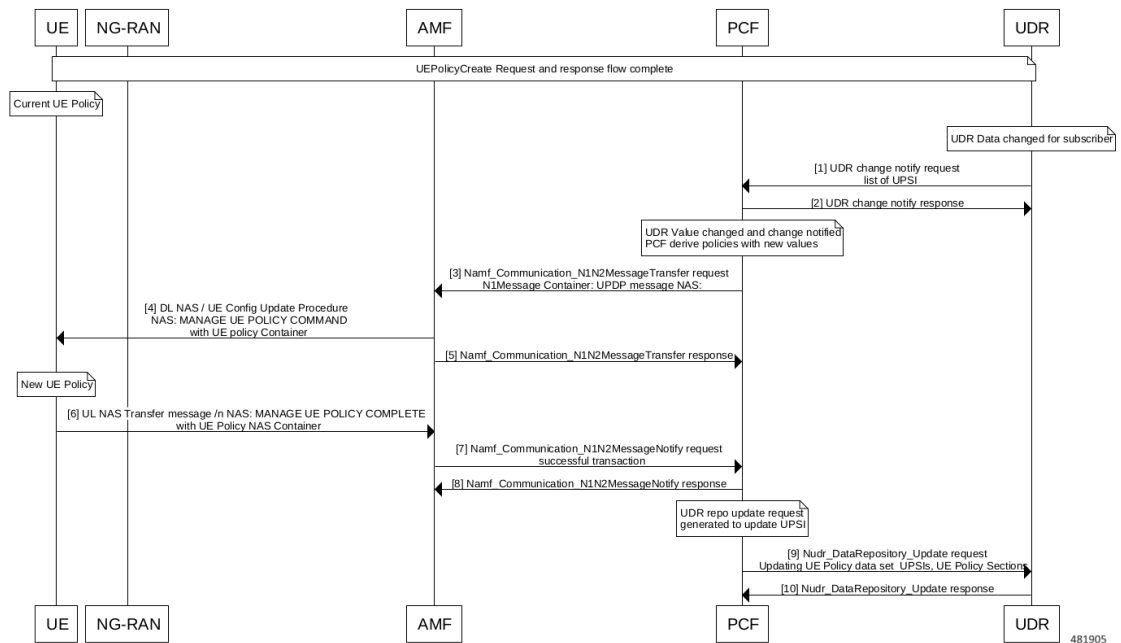 UE NG-RAN AMF PCF UDR
UEPolicyCreate Request and response flow complete
Current UE Policy
UDR Data changed for subscriber
[1] UDR change notify request
list of UPSI
[2] UDR change notify response
UDR Value changed and change notified
PCF derive policies with new values
[3] Namf_Communication_N1N2MessageTransfer request
N1Message Container: UPDP message NAS:
[4] DL NAS / UE Config Update Procedure
NAS: MANAGE UE POLICY COMMAND
with UE policy Container
[5] Namf_Communication_N1N2MessageTransfer response
New UE Policy
[6] UL NAS Transfer message /n NAS: MANAGE UE POLICY COMPLETE
with UE Policy NAS Container
[7] Namf_Communication_N1N2MessageNotify request
successful transaction
[8] Namf_Communication_N1N2MessageNotify response
UDR repo update request
generated to update UPSI
[9] Nudr_DataRepository_Update request
Updating UE Policy data set UPSIs, UE Policy Sections
[10] Nudr_DataRepository_Update response
UE NG-RAN AMF PCF UDR
481905